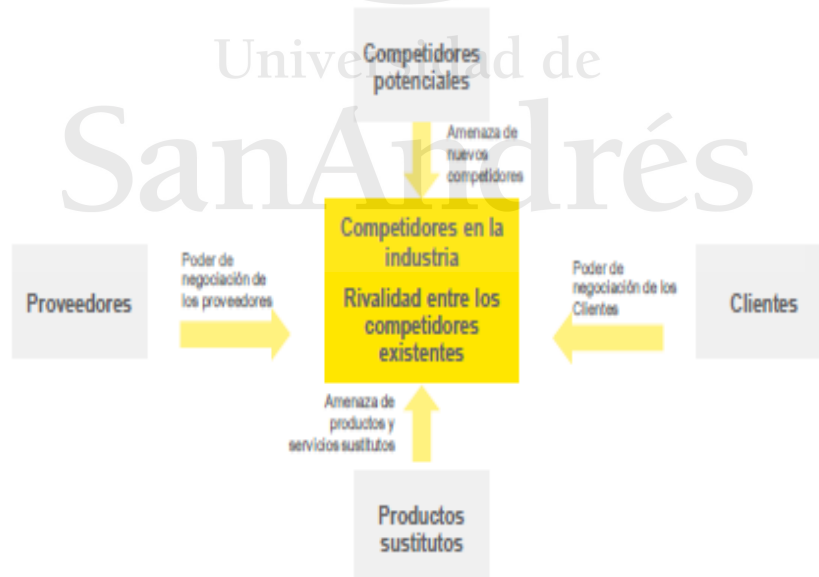 Universidad de
SanAndrés
Competidores
potenciales
Amenaza de
nuevos
competidores
Competidores en la
industria
Rivalidad entre los
competidores
existentes
Proveedores
Poder de
negociación de
los proveedores
Poder de
negociación de los
Clientes
Clientes
Amenaza de
productos y
servicios sustitutos
Productos
sustitutos